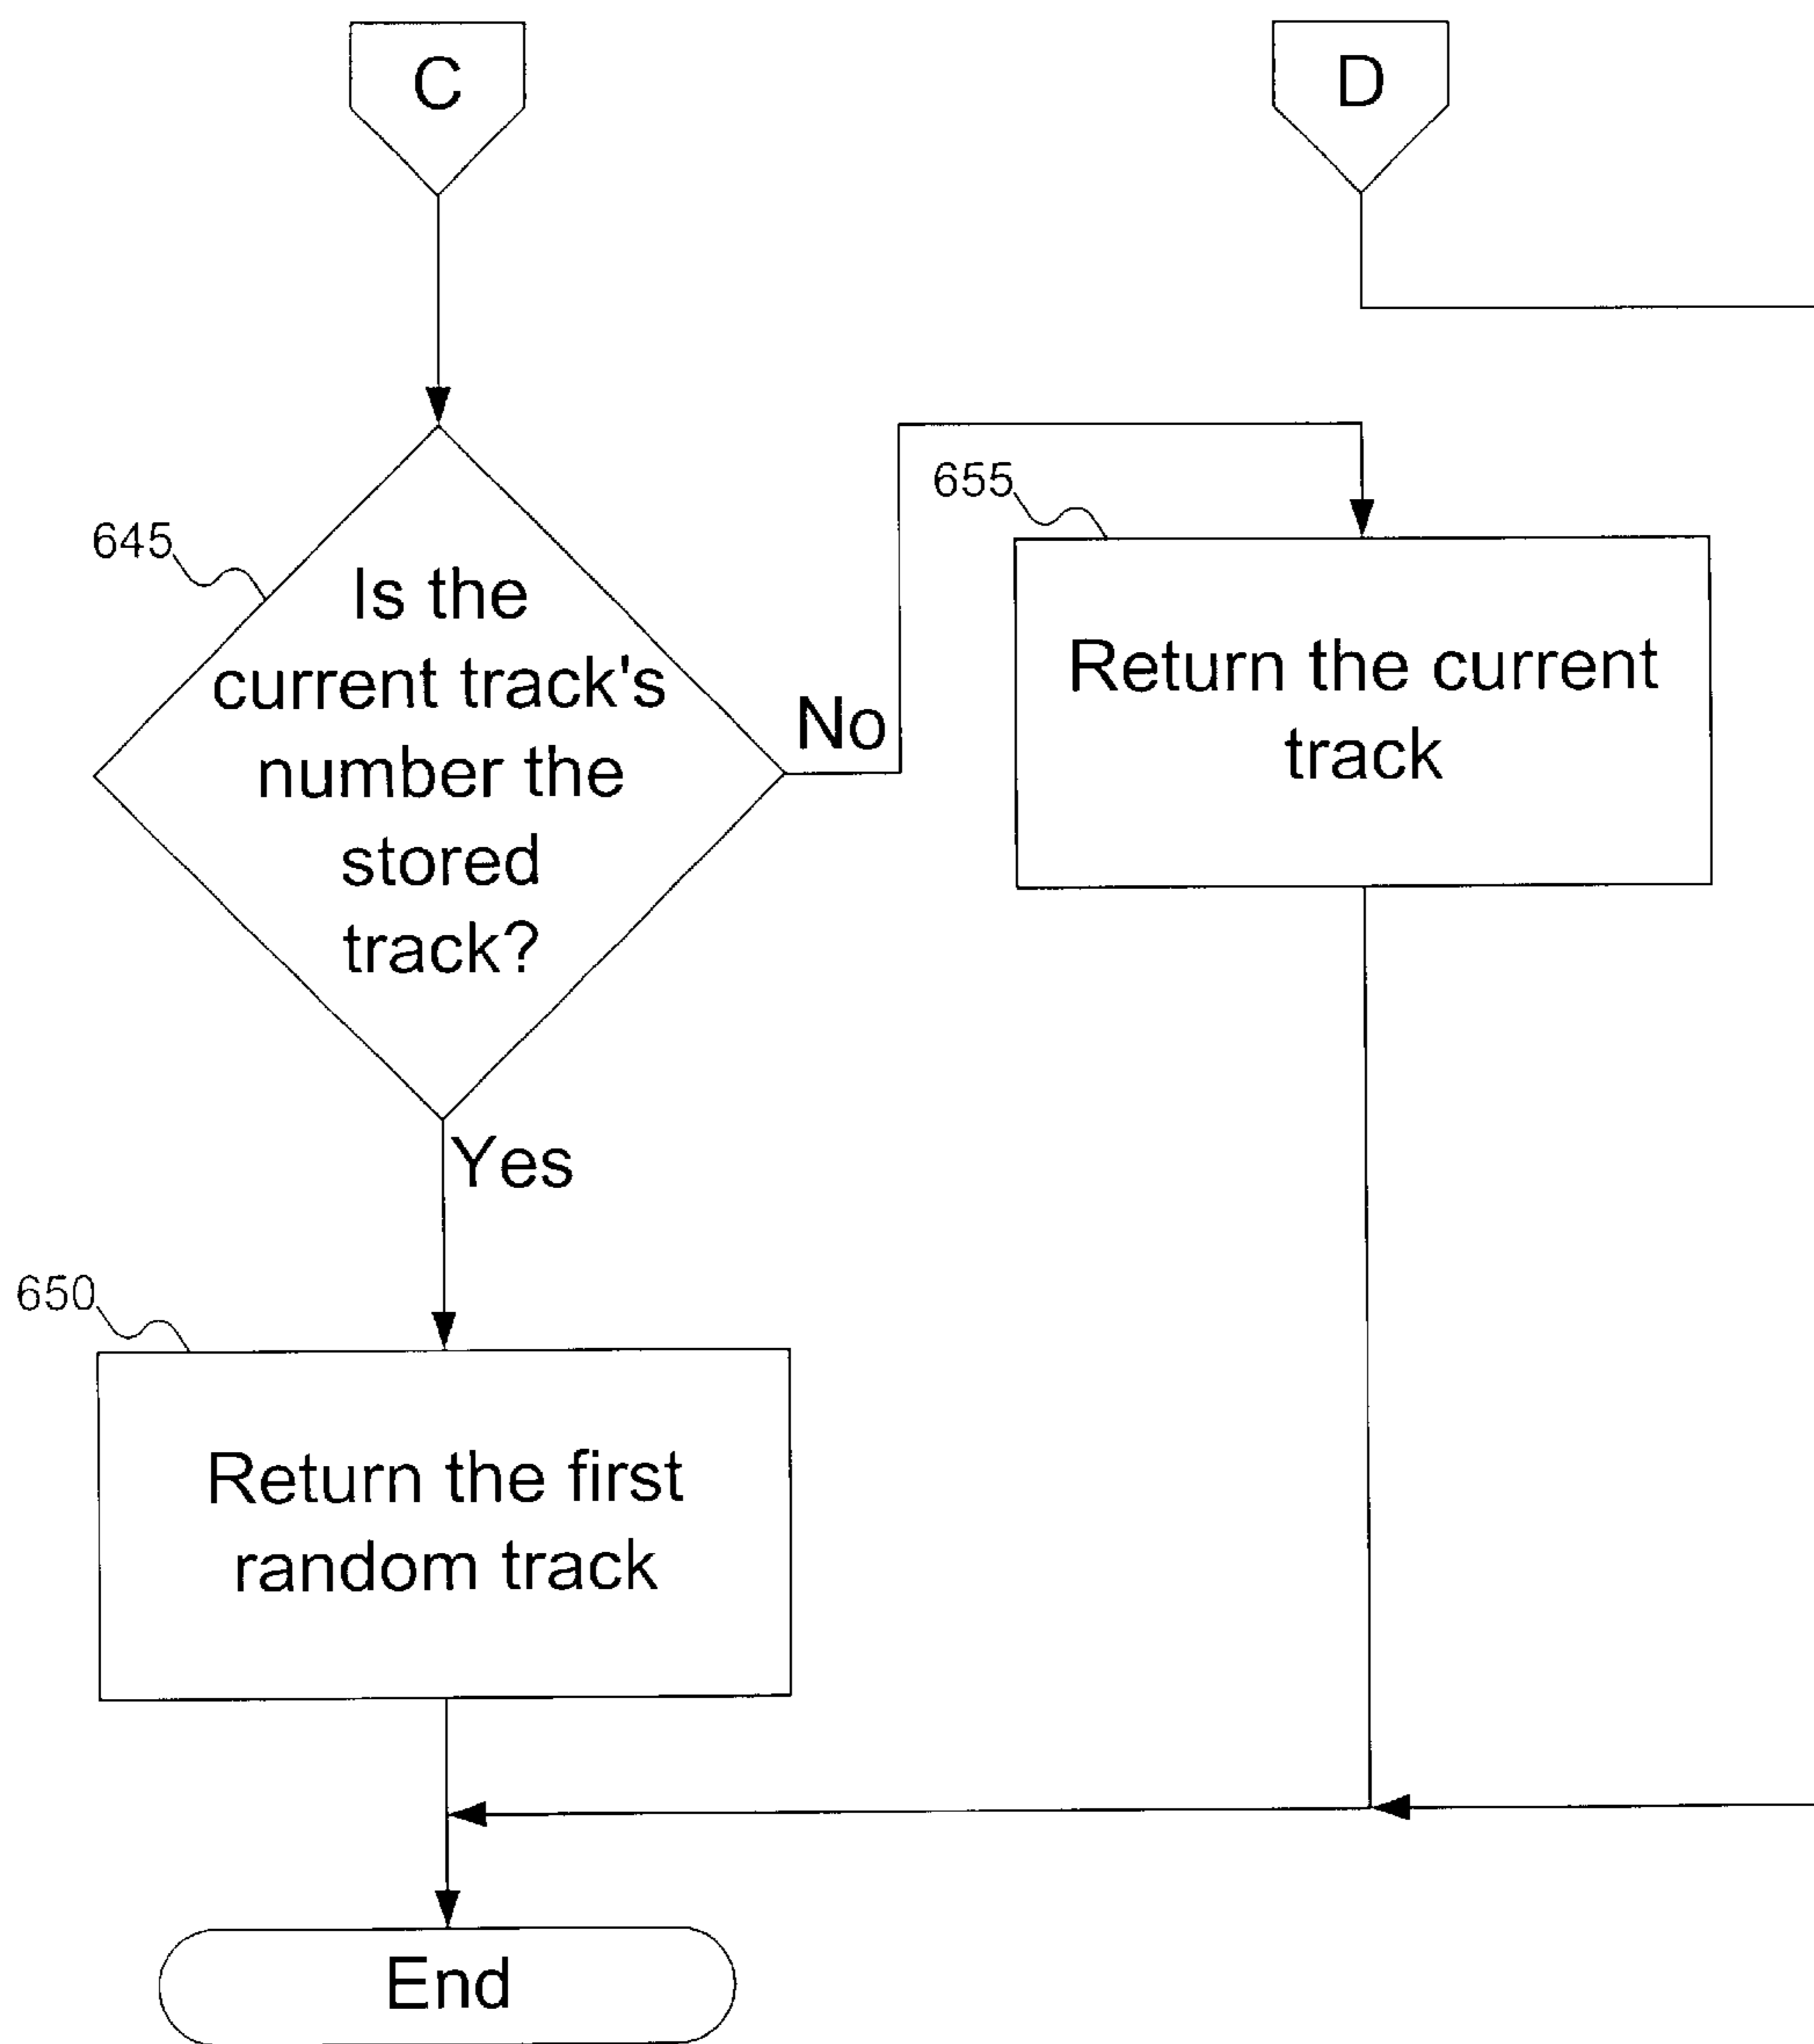 C
D
645
Is the
current track's
number the
stored
track?
No
655
Return the current
track
Yes
650
Return the first
random track
End